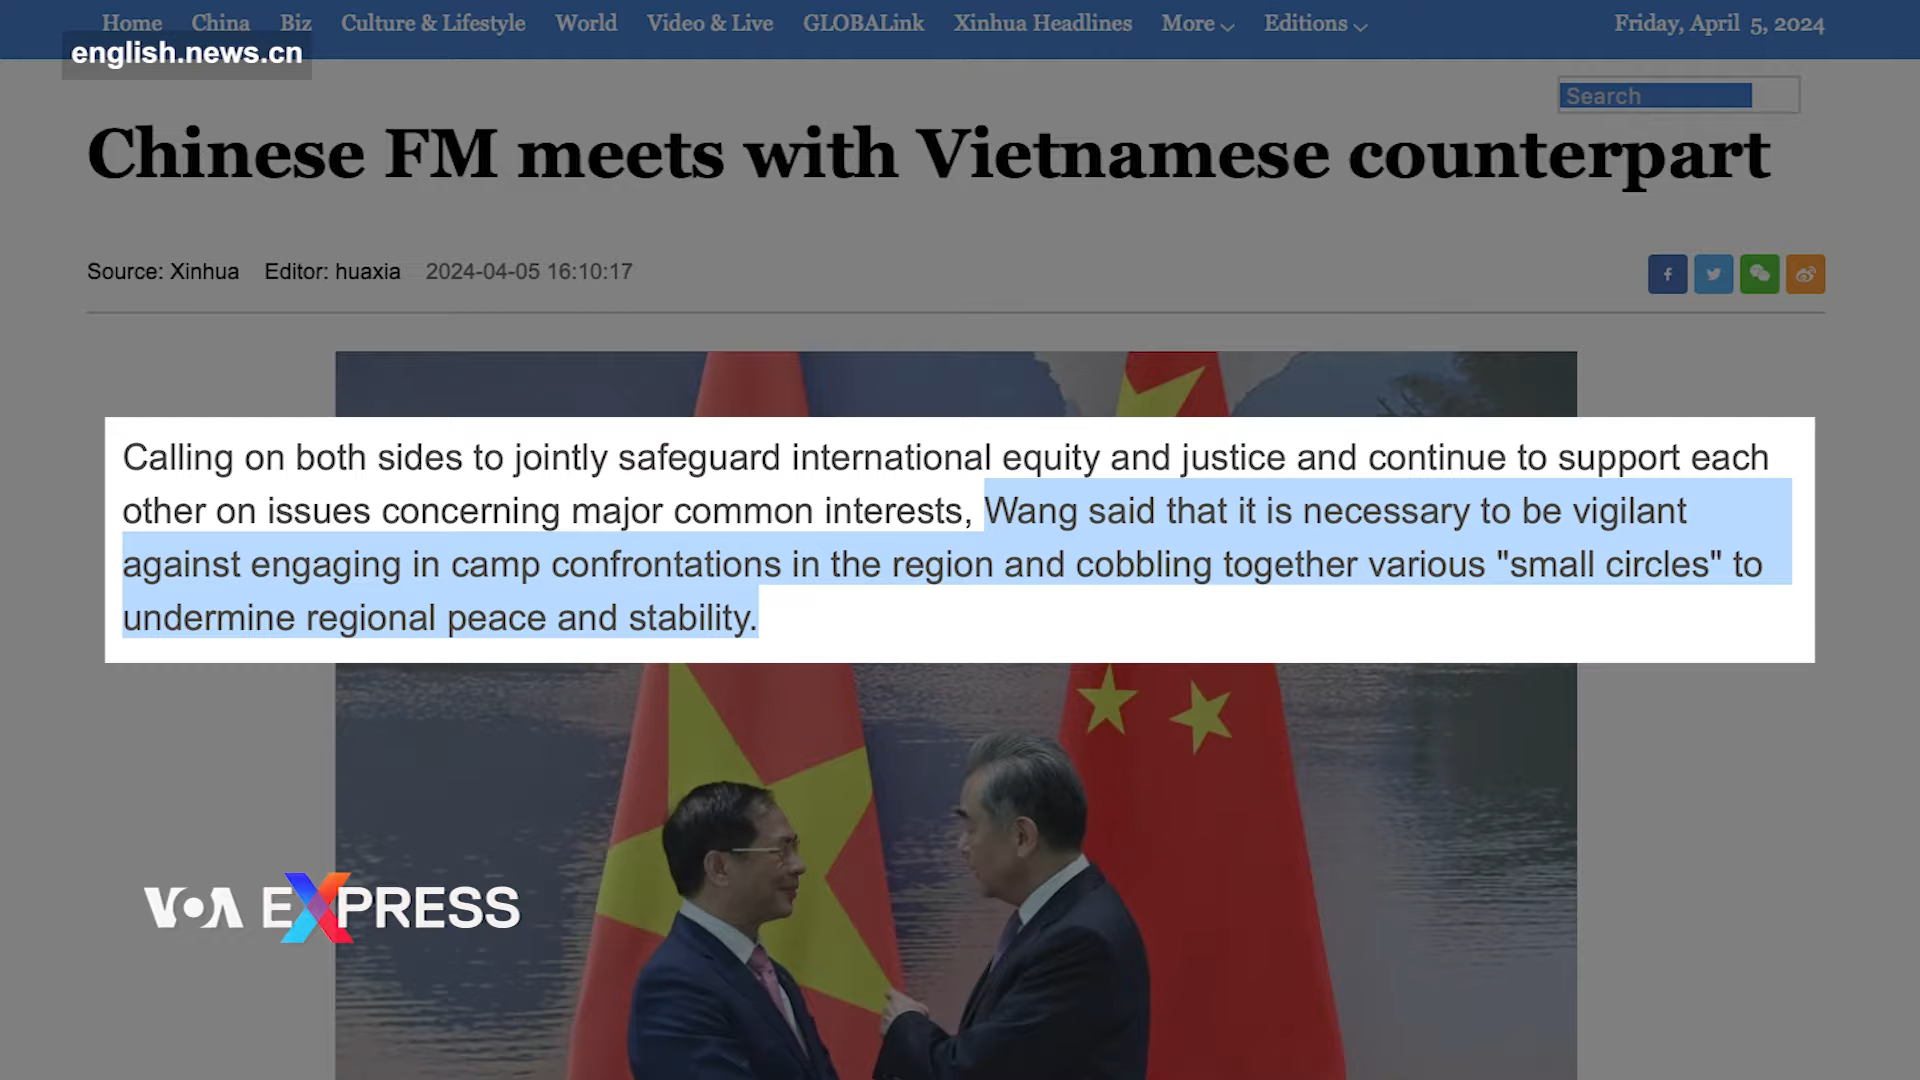 Home China Biz Culture & Lifestyle World Video & Live GLOBALink Xinhua Headlines More Editions Friday, April 5, 2024
english.news.cn
Search
Chinese FM meets with Vietnamese counterpart
Source: Xinhua Editor: huaxia 2024-04-05 16:10:17
Calling on both sides to jointly safeguard international equity and justice and continue to support each
other on issues concerning major common interests, Wang said that it is necessary to be vigilant
against engaging in camp confrontations in the region and cobbling together various "small circles" to
undermine regional peace and stability.
VOA EXPRESS